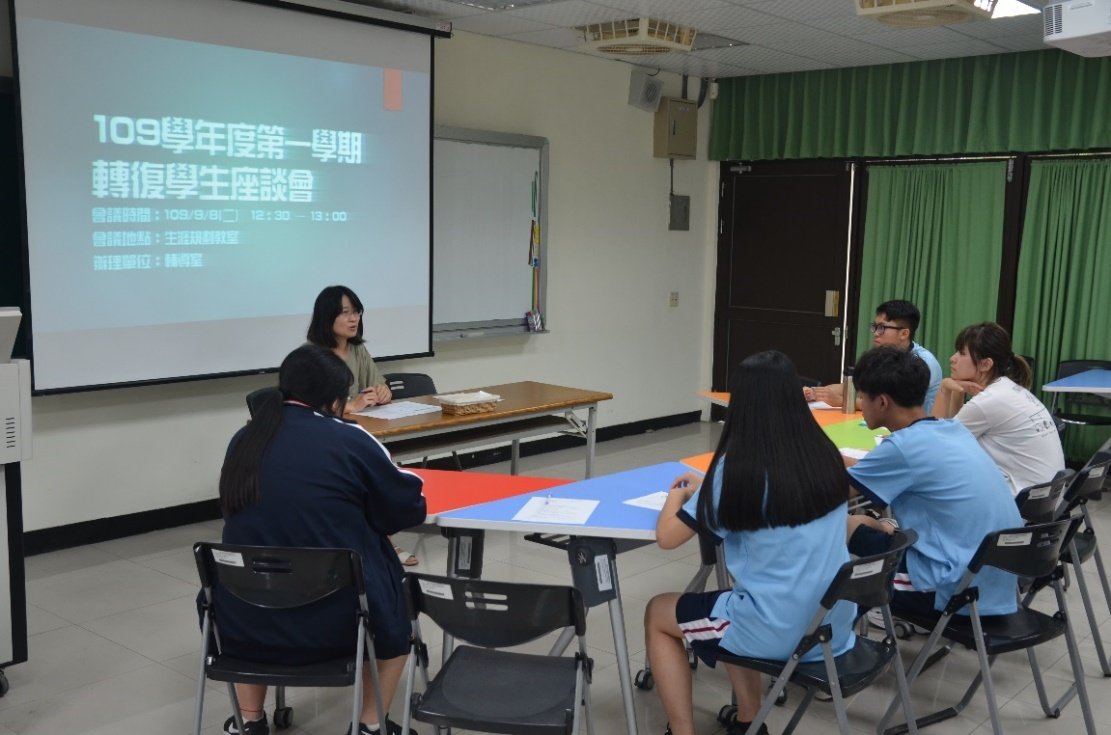 109學年度第一學期
轉復學生座談會
會議時間：109/9/8(二) 12:30 - 13:00
會議地點：生涯規劃教室
辦理單位：輔導室